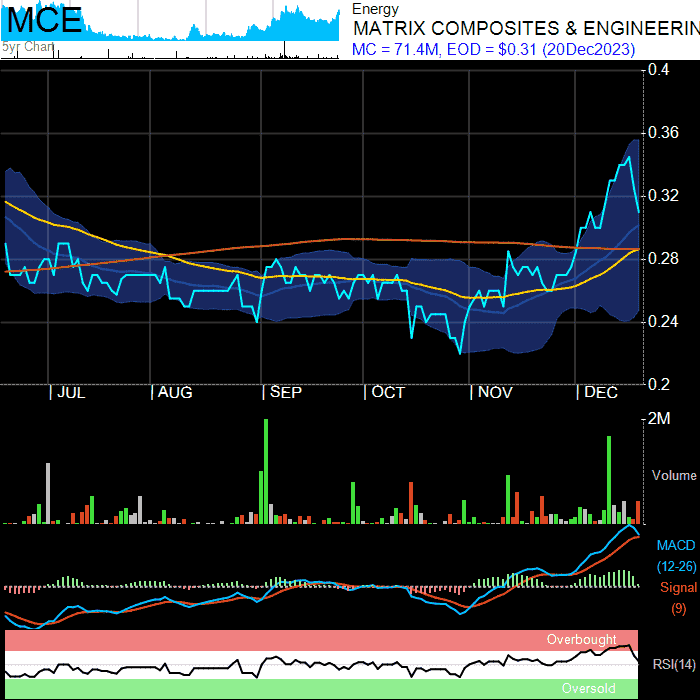 MCE
5yr Chart
Energy
MATRIX COMPOSITES & ENGINEERIN
MC = 71.4M, EOD = $0.31 (20Dec2023)
0.4
0.36
0.32
0.28
0.24
0.2
| JUL | AUG | SEP | OCT | NOV | DEC
2M
Volume
MACD
(12-26)
Signal
(9)
Overbought
RSI(14)
Oversold